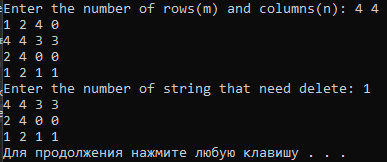 Enter the number of rows(m) and columns(n): 4 4
1 2 4 0
4 4 3 3
2 4 0 0
1 2 1 1
Enter the number of string that need delete: 1
4 4 3 3
2 4 0 0
1 2 1 1
Для продолжения нажмите любую клавишу . . .